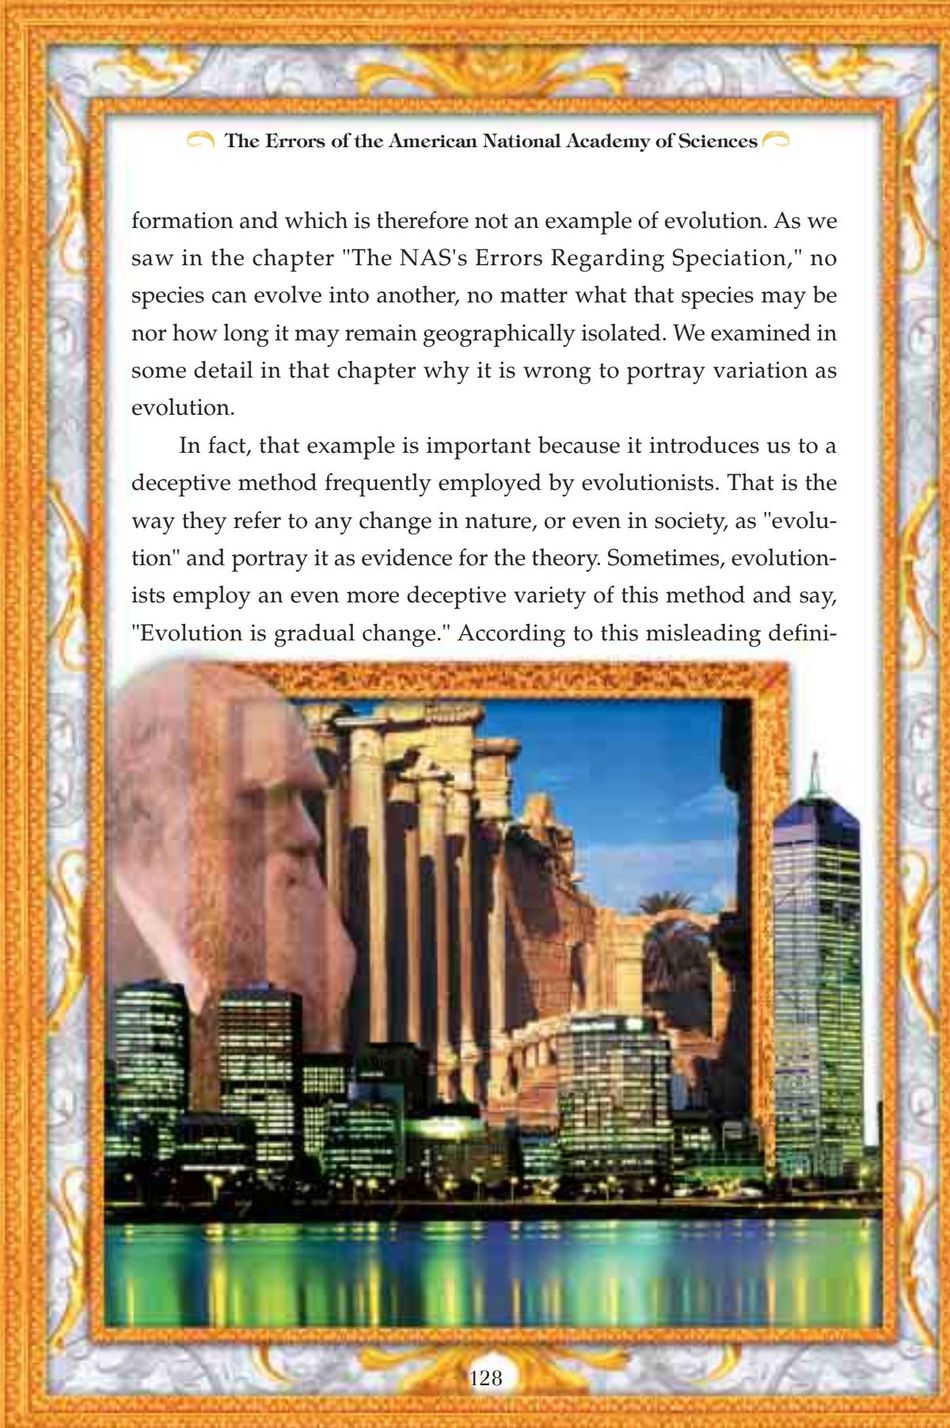 The Errors of the American National Academy of Sciences
formation and which is therefore not an example of evolution. As we
saw in the chapter "The NAS's Errors Regarding Speciation," no
species can evolve into another, no matter what that species may be
nor how long it may remain geographically isolated. We examined in
some detail in that chapter why it is wrong to portray variation as
evolution.
In fact, that example is important because it introduces us to a
deceptive method frequently employed by evolutionists. That is the
way they refer to any change in nature, or even in society, as "evolu-
tion" and portray it as evidence for the theory. Sometimes, evolution-
ists employ an even more deceptive variety of this method and say,
"Evolution is gradual change." According to this misleading defini-
128